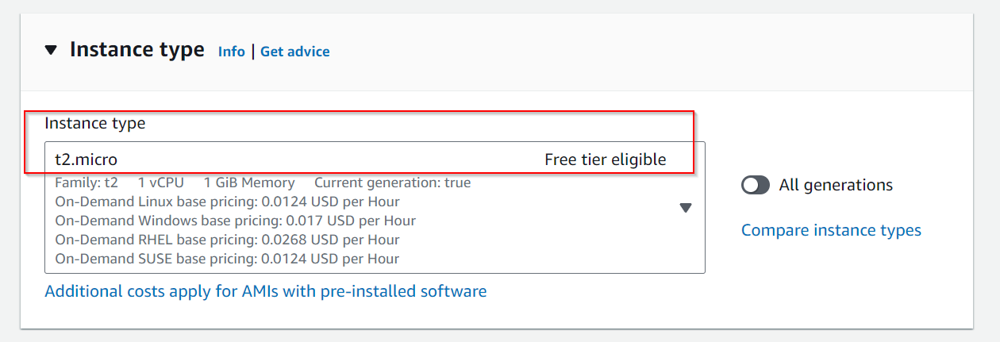 Instance type Info | Get advice
Instance type
t2.micro Free tier eligible
Family: t2 1 vCPU 1 GiB Memory Current generation: true
On-Demand Linux base pricing: 0.0124 USD per Hour
On-Demand Windows base pricing: 0.017 USD per Hour
On-Demand RHEL base pricing: 0.0268 USD per Hour
On-Demand SUSE base pricing: 0.0124 USD per Hour
All generations
Compare instance types
Additional costs apply for AMIs with pre-installed software